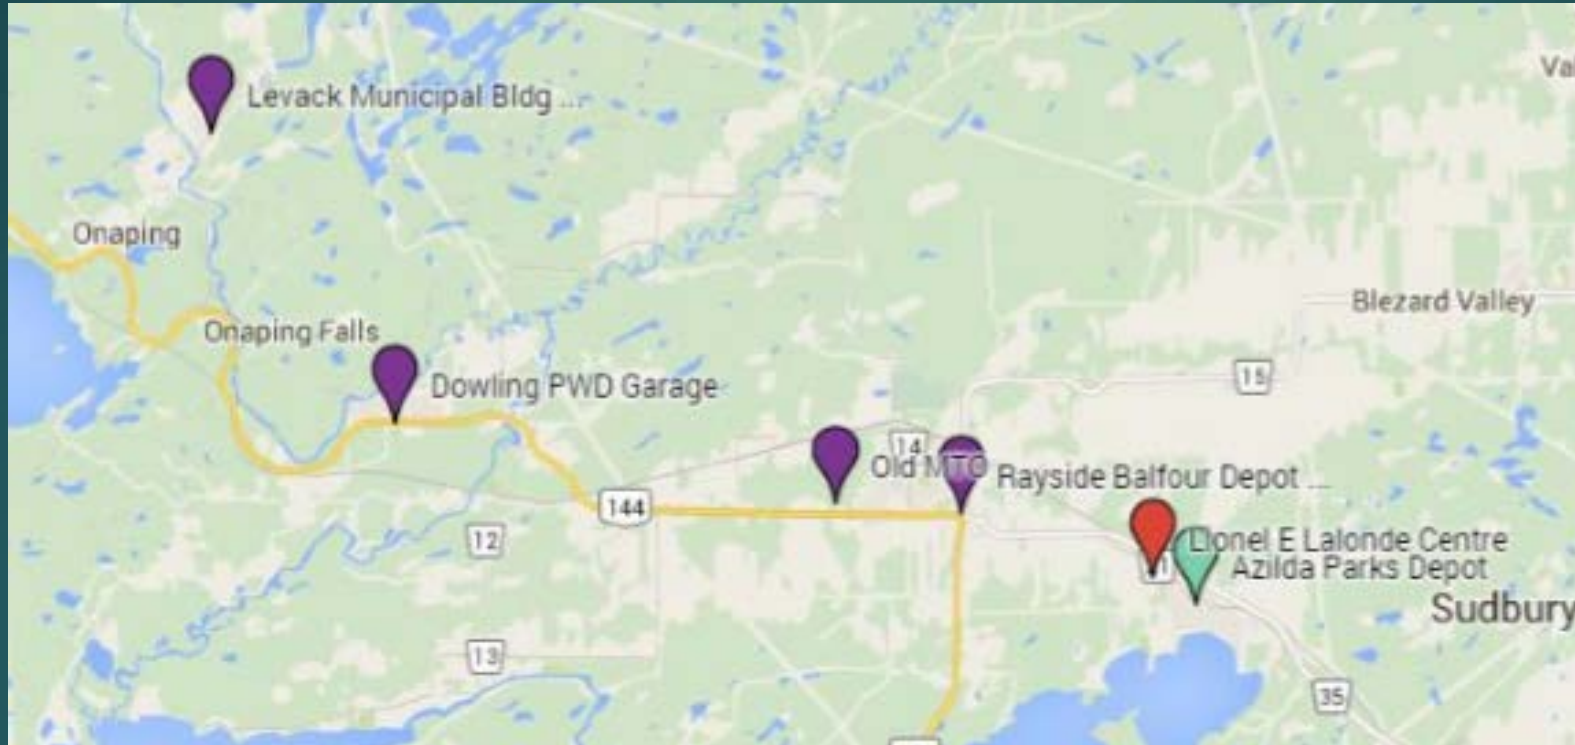 Va
Levack Municipal Bldg ...
Onaping
Blezard Valley
Onaping Falls
15
Dowling PWD Garage
14
Old MTO
Rayside Balfour Depot ...
144
12
Lionel E Lalonde Centre
Azilda Parks Depot
Sudbury
13
35